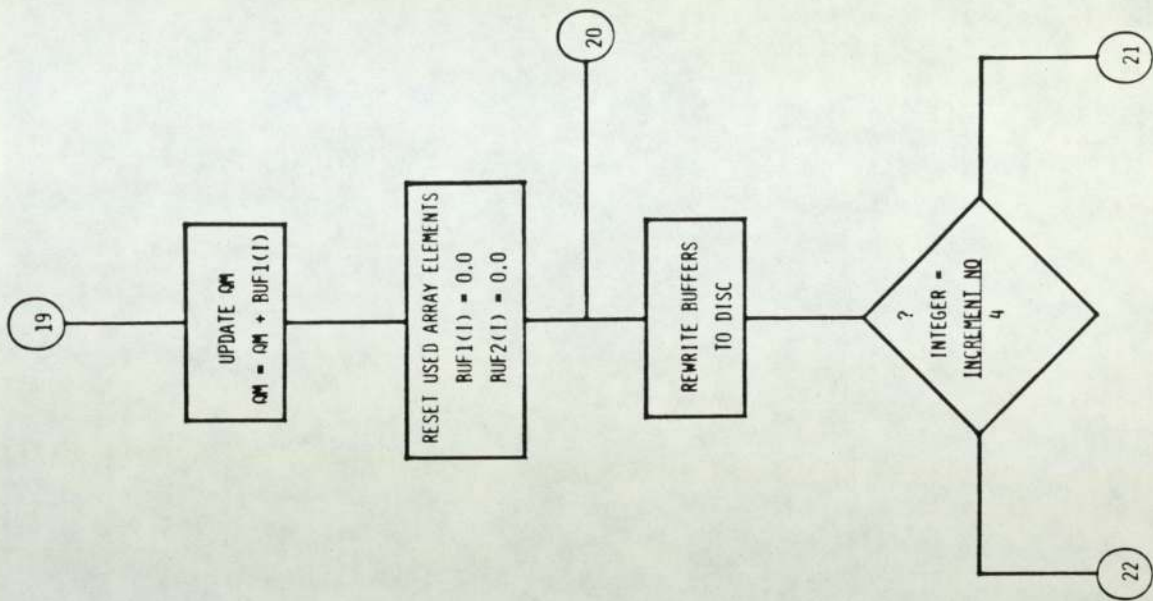 19
UPDATE QM
QM = QM + BUF1(I)
RESET USED ARRAY ELEMENTS
BUF1(I) = 0.0
BUF2(I) = 0.0
20
REWRITE BUFFERS
TO DISC
?
INTEGER =
INCREMENT NO
4
22
21